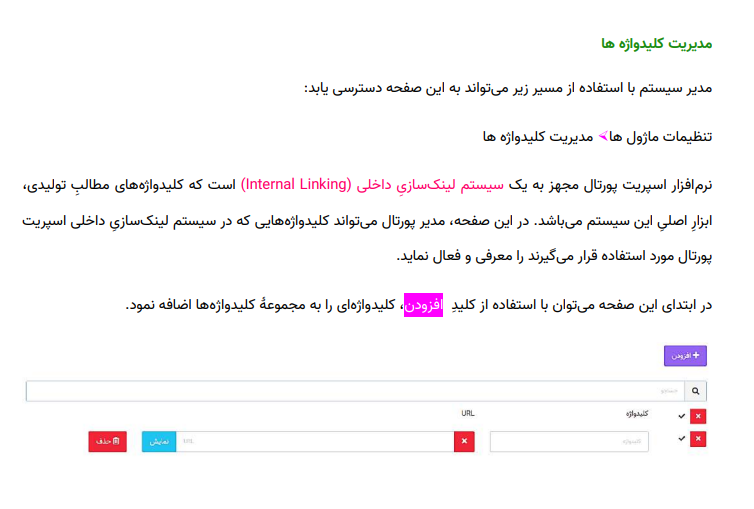 مدیریت کلیدواژه ها
مدیر سیستم با استفاده از مسیر زیر می‌تواند به این صفحه دسترسی یابد:
تنظیمات ماژول ها مدیریت کلیدواژه ها
نرم‌افزار اسپریت پورتال مجهز به یک سیستم لینک‌سازیِ داخلی (Internal Linking) است که کلیدواژه‌های مطالبِ تولیدی،
ابزارِ اصلیِ این سیستم می‌باشد. در این صفحه، مدیر پورتال می‌تواند کلیدواژه‌هایی که در سیستم لینک‌سازیِ داخلی اسپریت
پورتال مورد استفاده قرار می‌گیرند را معرفی و فعال نماید.
در ابتدای این صفحه می‌توان با استفاده از کلیدِ افزودن، کلیدواژه‌ای را به مجموعهٔ کلیدواژه‌ها اضافه نمود.
+ افزودن
جستجو
کلیدواژه URL
کلیدواژه URL نمایش حذف